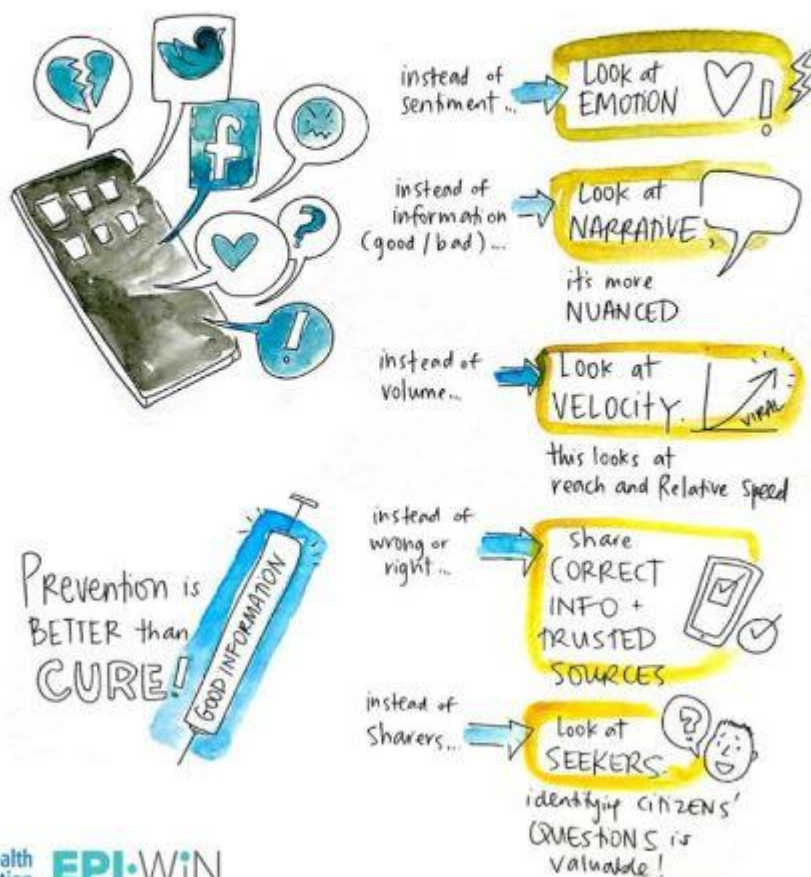 instead of
sentiment...
Look at
EMOTION
!
instead of
information
(good / bad)...
Look at
NARRATIVE,
it's more
NUANCED
instead of
volume...
Look at
VELOCITY.
VIRAL
this looks at
reach and Relative Speed
instead of
wrong or
right...
Share
CORRECT
INFO +
TRUSTED
SOURCES
instead of
Sharers...
Look at
SEEKERS.
?
identifying CITIZENS'
QUESTIONS is
valuable!
f
?
!
PREVENTION is
BETTER than
CURE!
GOOD INFORMATION
EPI·WiN